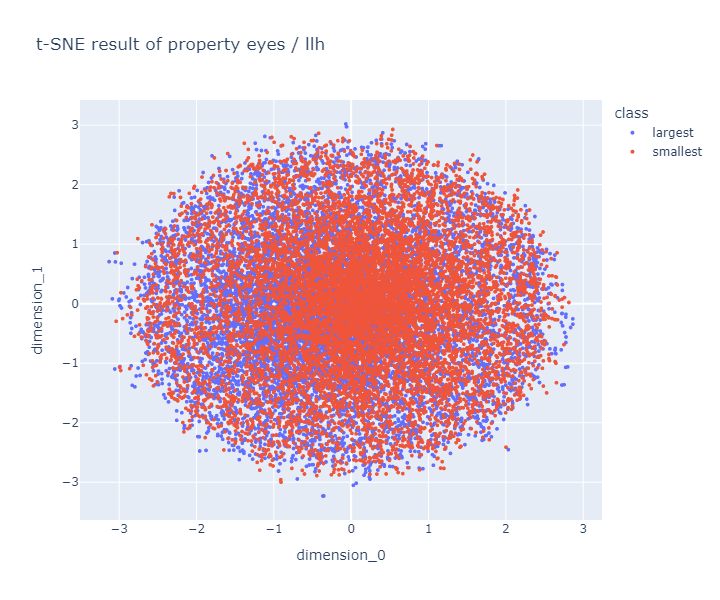 t-SNE result of property eyes / llh
class
largest
smallest
3
2
1
0
−1
−2
−3
dimension_1
−3
−2
−1
0
1
2
3
dimension_0